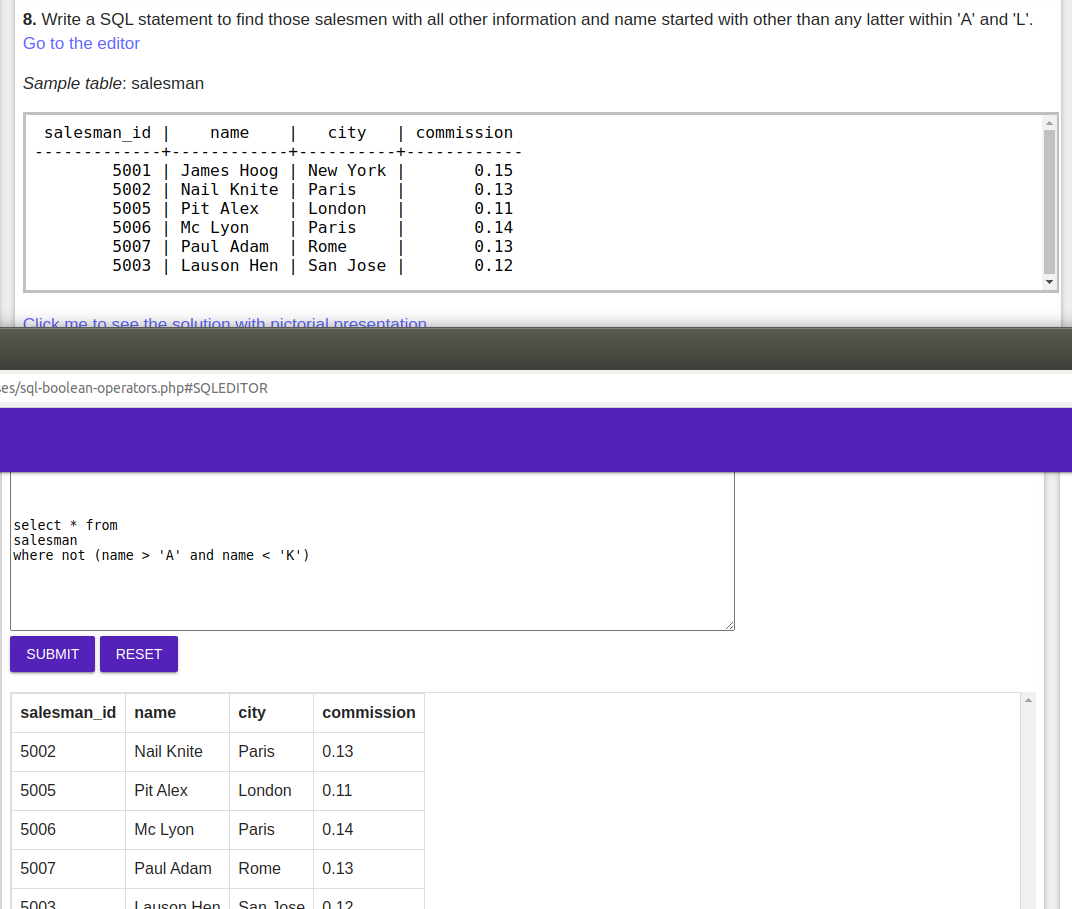 8. Write a SQL statement to find those salesmen with all other information and name started with other than any latter within 'A' and 'L'.
Go to the editor
Sample table: salesman
salesman_id | name | city | commission
-------------+------------+----------+------------
5001 | James Hoog | New York | 0.15
5002 | Nail Knite | Paris | 0.13
5005 | Pit Alex | London | 0.11
5006 | Mc Lyon | Paris | 0.14
5007 | Paul Adam | Rome | 0.13
5003 | Lauson Hen | San Jose | 0.12
Click me to see the solution with pictorial presentation
es/sql-boolean-operators.php#SQLEDITOR
select * from
salesman
where not (name > 'A' and name < 'K')
SUBMIT RESET
salesman_id name city commission
5002 Nail Knite Paris 0.13
5005 Pit Alex London 0.11
5006 Mc Lyon Paris 0.14
5007 Paul Adam Rome 0.13
5003 Lauson Hen San Jose 0.12